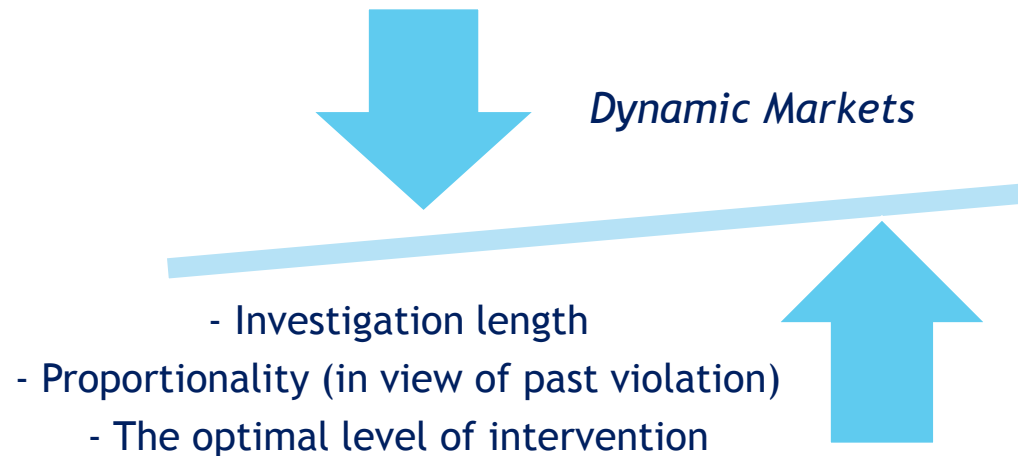 Dynamic Markets
- Investigation length
- Proportionality (in view of past violation)
- The optimal level of intervention